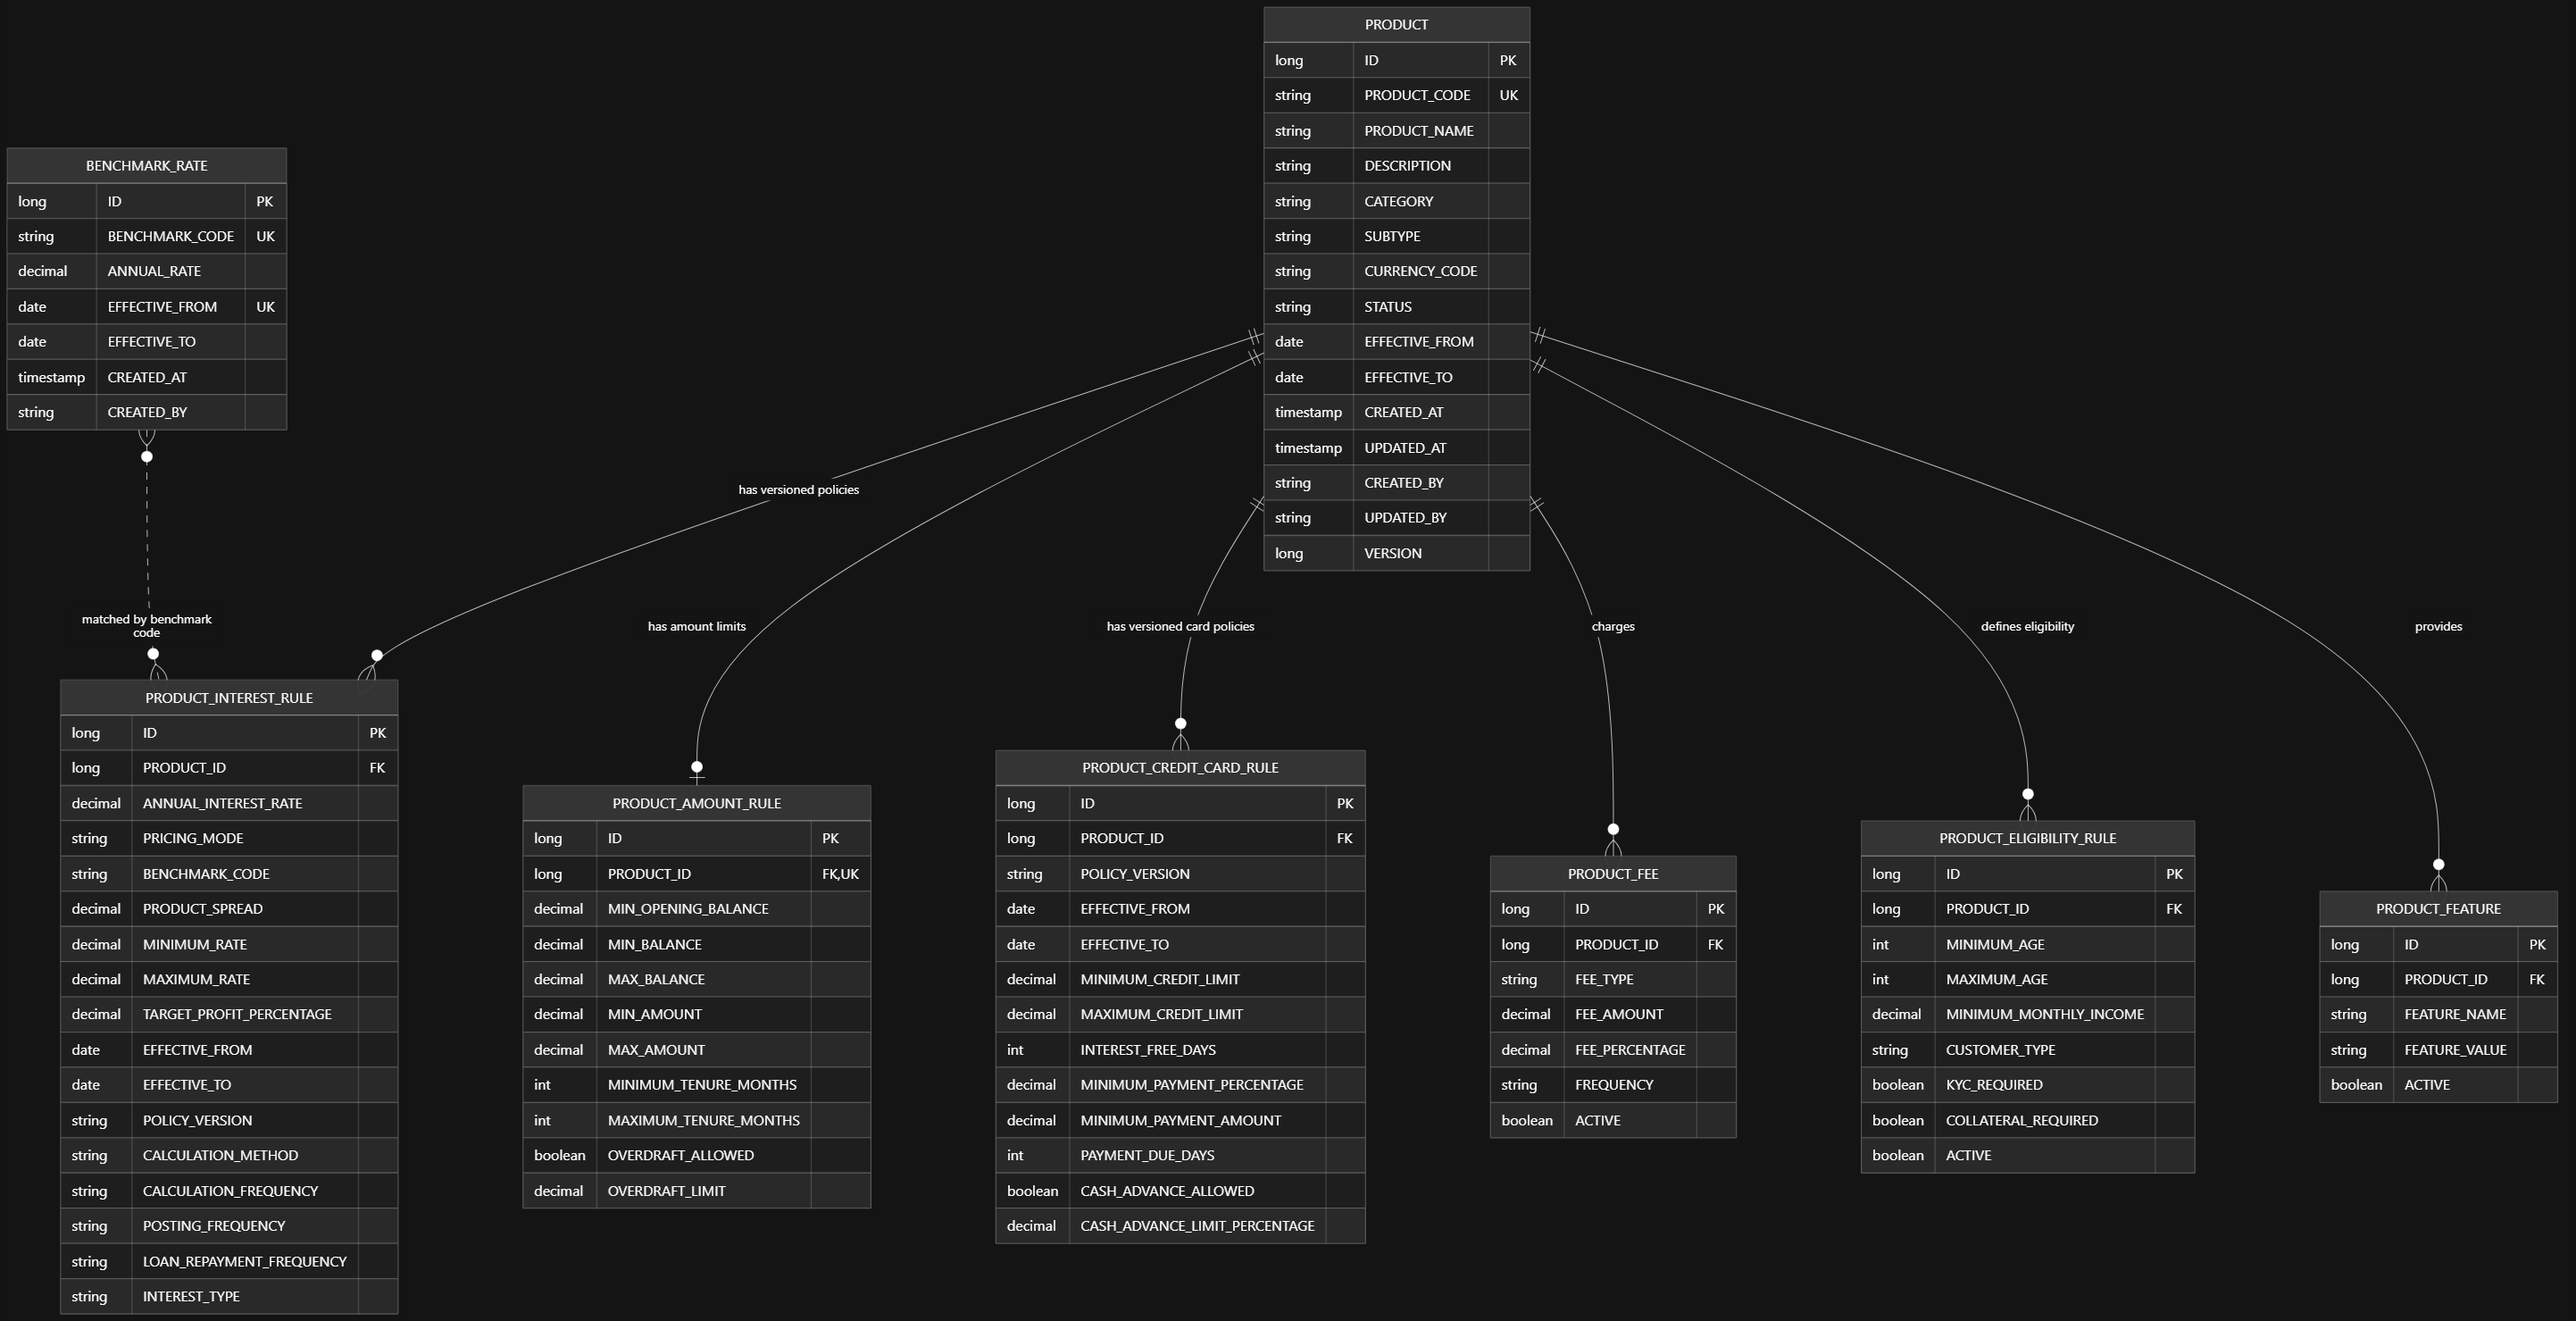 PRODUCT
long ID PK
string PRODUCT_CODE UK
string PRODUCT_NAME
string DESCRIPTION
string CATEGORY
string SUBTYPE
string CURRENCY_CODE
string STATUS
date EFFECTIVE_FROM
date EFFECTIVE_TO
timestamp CREATED_AT
timestamp UPDATED_AT
string CREATED_BY
string UPDATED_BY
long VERSION
BENCHMARK_RATE
long ID PK
string BENCHMARK_CODE UK
decimal ANNUAL_RATE
date EFFECTIVE_FROM UK
date EFFECTIVE_TO
timestamp CREATED_AT
string CREATED_BY
has versioned policies
matched by benchmark
code
has amount limits
has versioned card policies
charges
defines eligibility
provides
PRODUCT_INTEREST_RULE
long ID PK
long PRODUCT_ID FK
decimal ANNUAL_INTEREST_RATE
string PRICING_MODE
string BENCHMARK_CODE
decimal PRODUCT_SPREAD
decimal MINIMUM_RATE
decimal MAXIMUM_RATE
decimal TARGET_PROFIT_PERCENTAGE
date EFFECTIVE_FROM
date EFFECTIVE_TO
string POLICY_VERSION
string CALCULATION_METHOD
string CALCULATION_FREQUENCY
string POSTING_FREQUENCY
string LOAN_REPAYMENT_FREQUENCY
string INTEREST_TYPE
PRODUCT_AMOUNT_RULE
long ID PK
long PRODUCT_ID FK,UK
decimal MIN_OPENING_BALANCE
decimal MIN_BALANCE
decimal MAX_BALANCE
decimal MIN_AMOUNT
decimal MAX_AMOUNT
int MINIMUM_TENURE_MONTHS
int MAXIMUM_TENURE_MONTHS
boolean OVERDRAFT_ALLOWED
decimal OVERDRAFT_LIMIT
PRODUCT_CREDIT_CARD_RULE
long ID PK
long PRODUCT_ID FK
string POLICY_VERSION
date EFFECTIVE_FROM
date EFFECTIVE_TO
decimal MINIMUM_CREDIT_LIMIT
decimal MAXIMUM_CREDIT_LIMIT
int INTEREST_FREE_DAYS
decimal MINIMUM_PAYMENT_PERCENTAGE
decimal MINIMUM_PAYMENT_AMOUNT
int PAYMENT_DUE_DAYS
boolean CASH_ADVANCE_ALLOWED
decimal CASH_ADVANCE_LIMIT_PERCENTAGE
PRODUCT_FEE
long ID PK
long PRODUCT_ID FK
string FEE_TYPE
decimal FEE_AMOUNT
decimal FEE_PERCENTAGE
string FREQUENCY
boolean ACTIVE
PRODUCT_ELIGIBILITY_RULE
long ID PK
long PRODUCT_ID FK
int MINIMUM_AGE
int MAXIMUM_AGE
decimal MINIMUM_MONTHLY_INCOME
string CUSTOMER_TYPE
boolean KYC_REQUIRED
boolean COLLATERAL_REQUIRED
boolean ACTIVE
PRODUCT_FEATURE
long ID PK
long PRODUCT_ID FK
string FEATURE_NAME
string FEATURE_VALUE
boolean ACTIVE